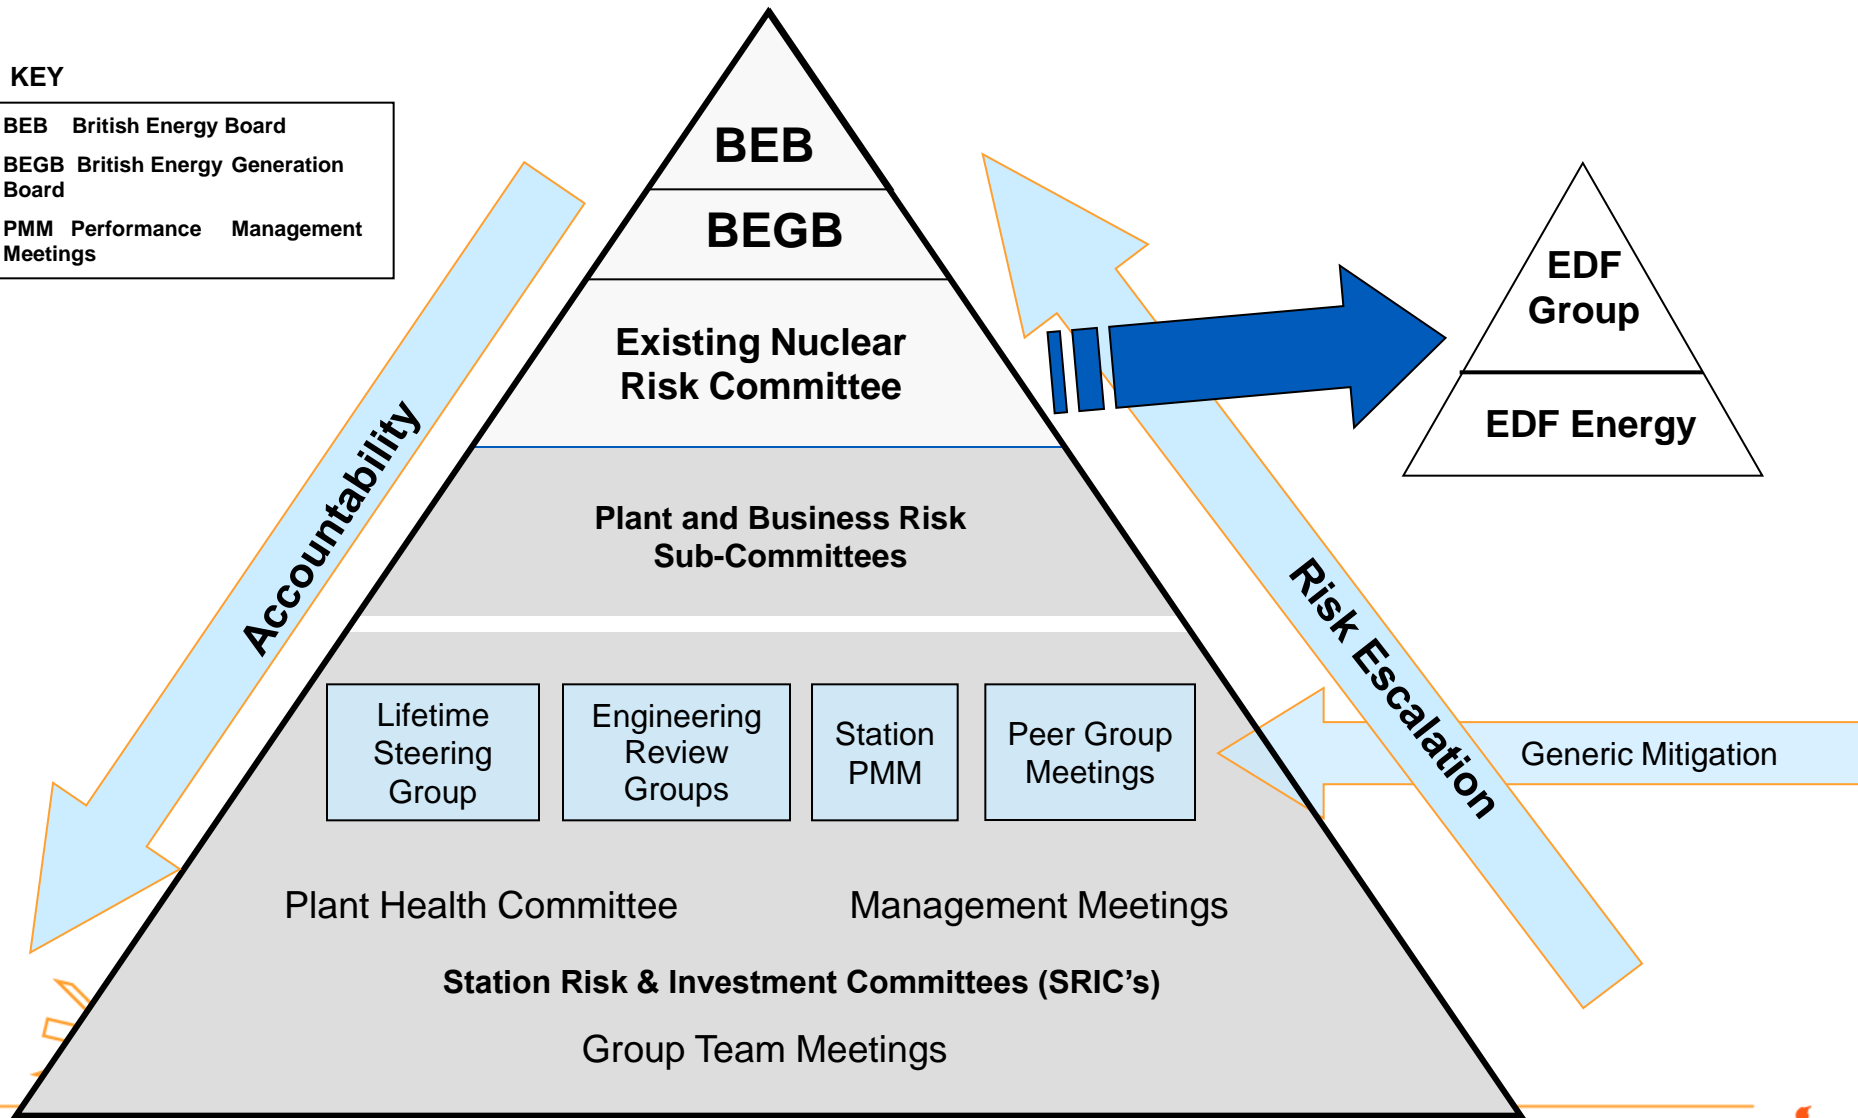 KEY
BEB British Energy Board
BEGB British Energy Generation
Board
PMM Performance Management
Meetings
BEB
BEGB
Existing Nuclear
Risk Committee
EDF
Group
EDF Energy
Accountability
Plant and Business Risk
Sub-Committees
Risk Escalation
Lifetime
Steering
Group
Engineering
Review
Groups
Station
PMM
Peer Group
Meetings
Generic Mitigation
Plant Health Committee
Management Meetings
Station Risk & Investment Committees (SRIC’s)
Group Team Meetings